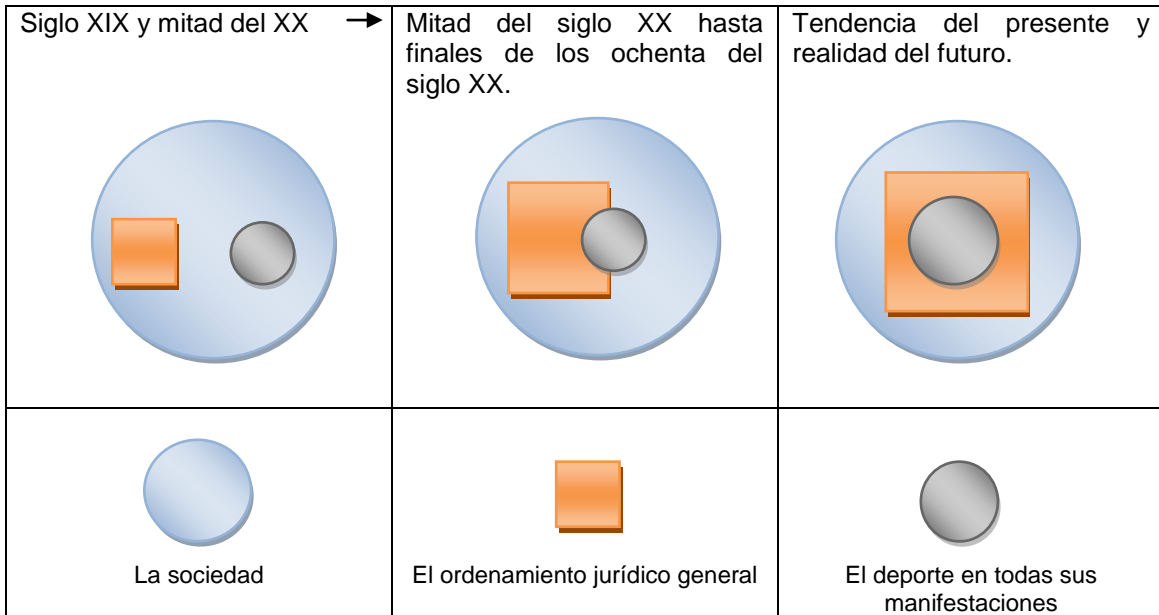 Siglo XIX y mitad del XX
Mitad del siglo XX hasta
finales de los ochenta del
siglo XX.
Tendencia del presente y
realidad del futuro.
La sociedad
El ordenamiento jurídico general
El deporte en todas sus
manifestaciones